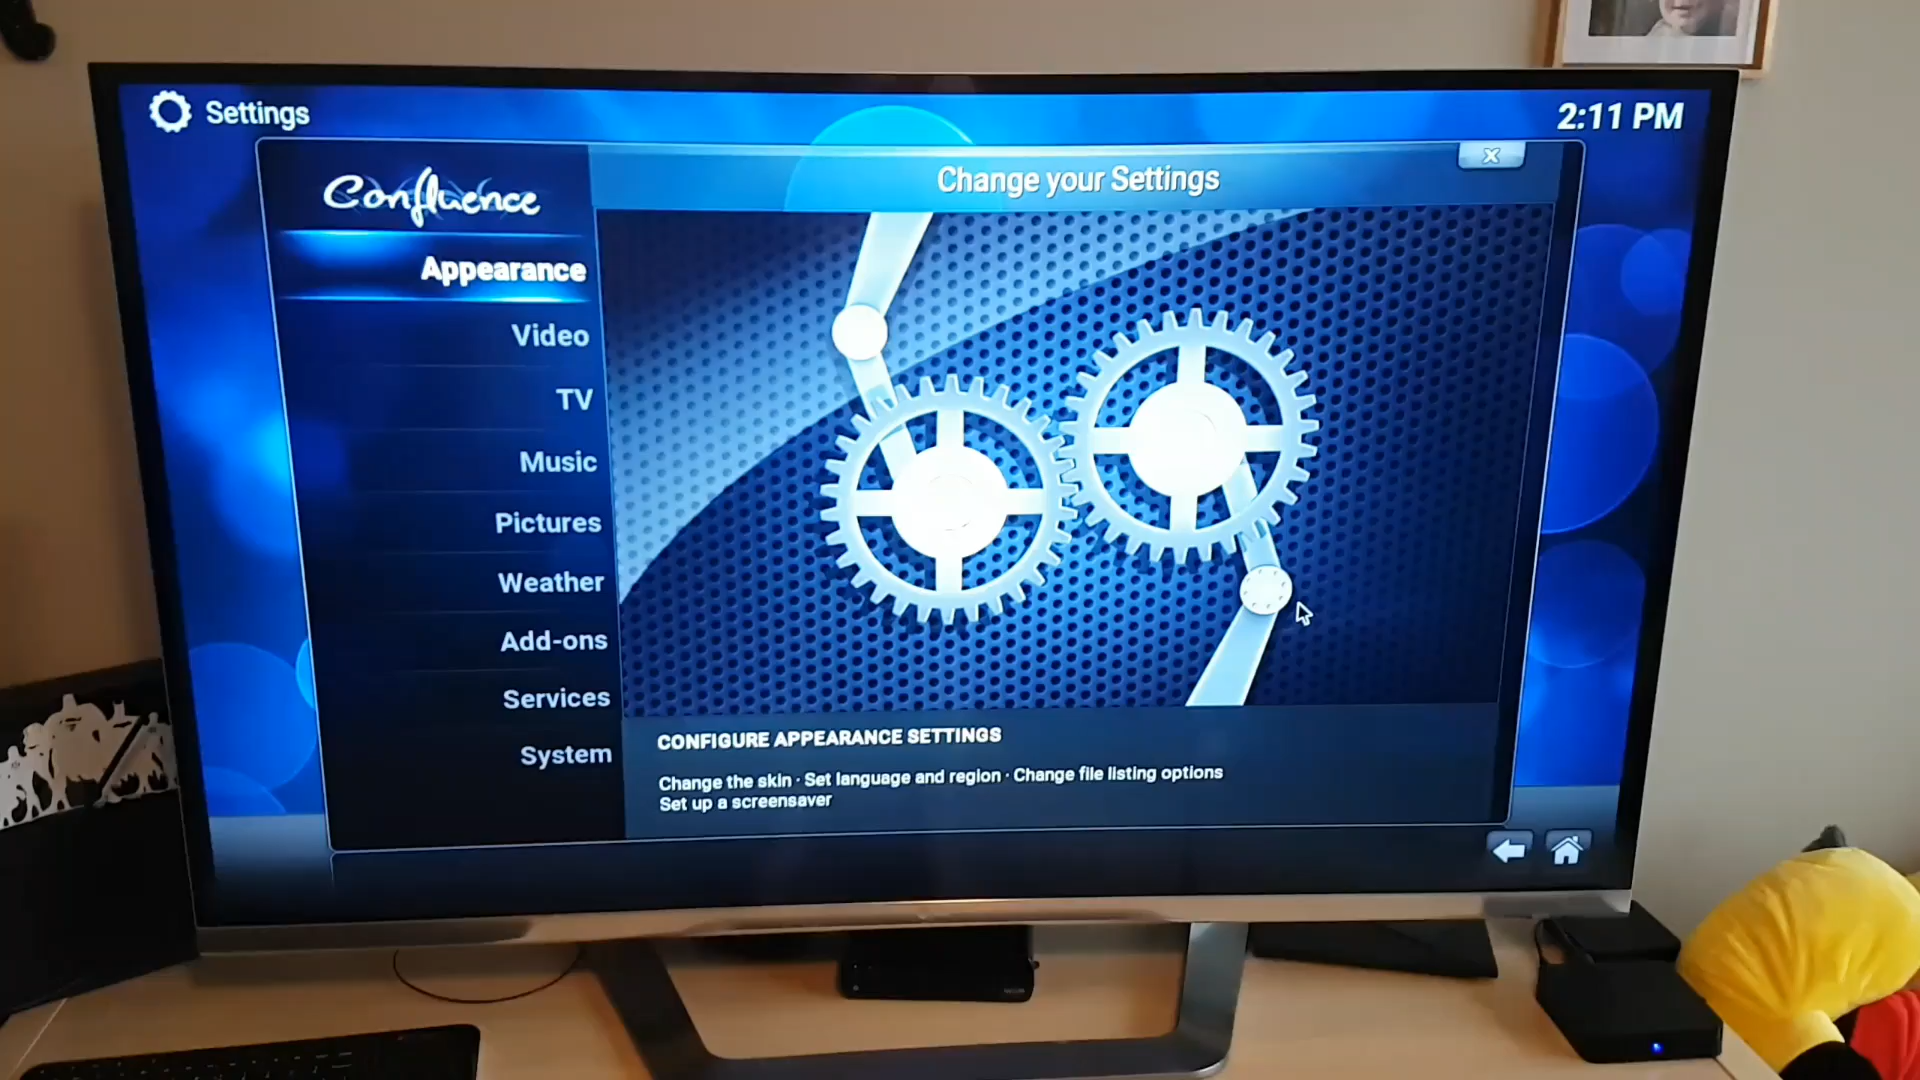 Settings
2:11 PM
Confluence
Change your Settings
x
Appearance
Video
TV
Music
Pictures
Weather
Add-ons
Services
System
CONFIGURE APPEARANCE SETTINGS
Change the skin · Set language and region · Change file listing options
Set up a screensaver